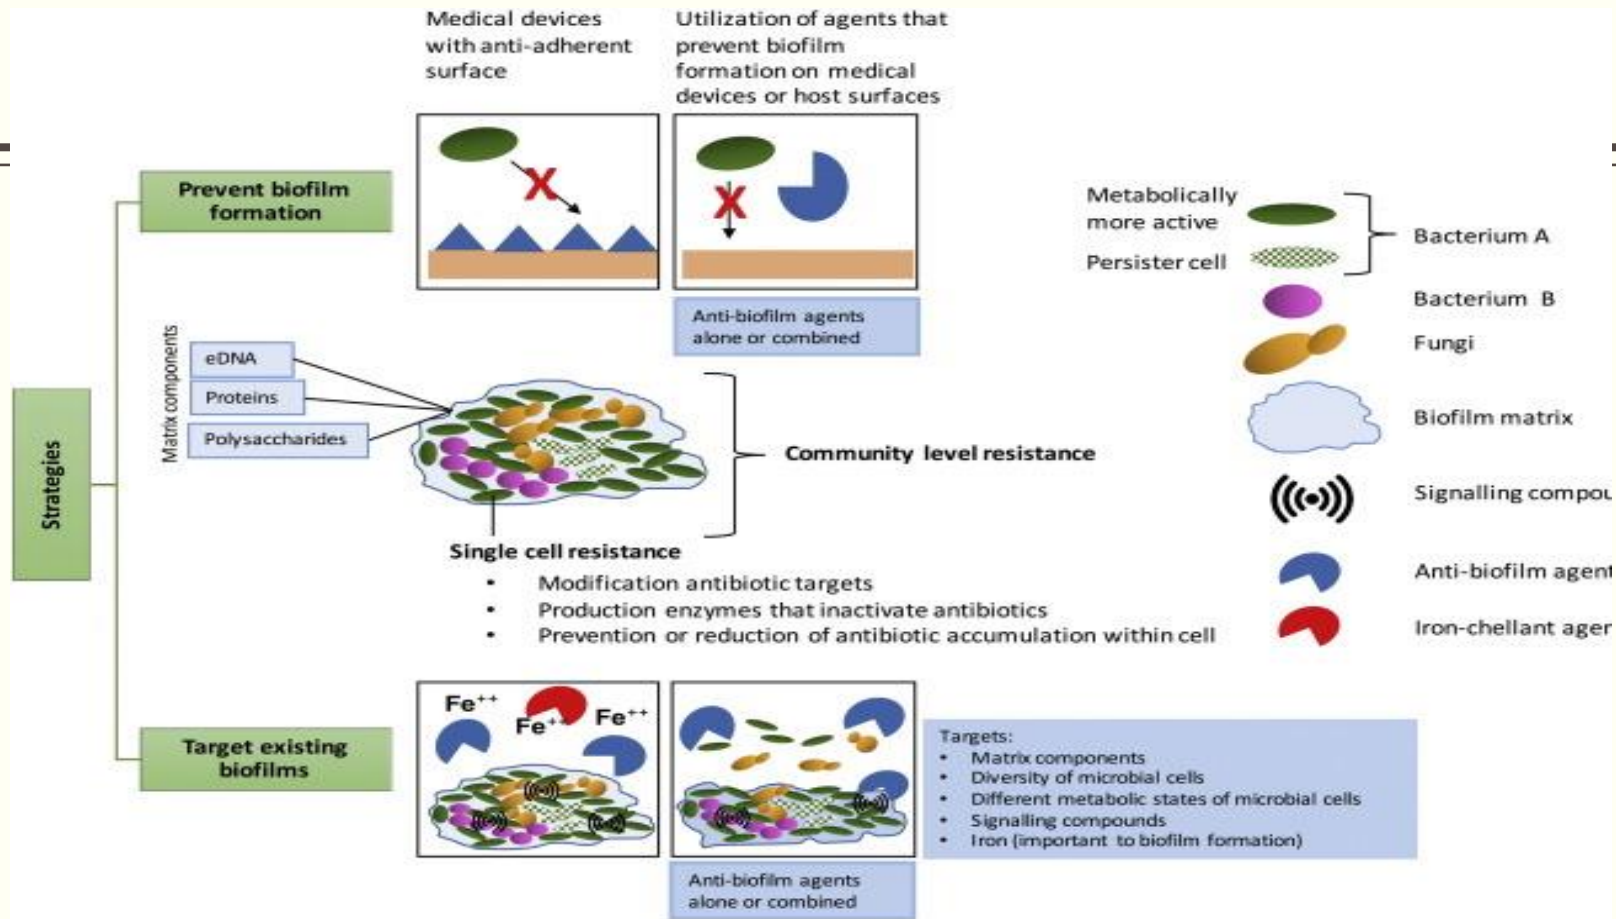 Medical devices
with anti-adherent
surface
Utilization of agents that
prevent biofilm
formation on medical
devices or host surfaces
Prevent biofilm
formation
X
X
Anti-biofilm agents
alone or combined
Metabolically
more active
Persister cell
Bacterium A
Bacterium B
Fungi
Biofilm matrix
Signalling compou
Anti-biofilm agent
Iron-chellant ager
Strategies
Matrix components
eDNA
Proteins
Polysaccharides
Community level resistance
Single cell resistance
• Modification antibiotic targets
• Production enzymes that inactivate antibiotics
• Prevention or reduction of antibiotic accumulation within cell
Target existing
biofilms
Fe++
Fe++
Fe++
Anti-biofilm agents
alone or combined
Targets:
• Matrix components
• Diversity of microbial cells
• Different metabolic states of microbial cells
• Signalling compounds
• Iron (important to biofilm formation)